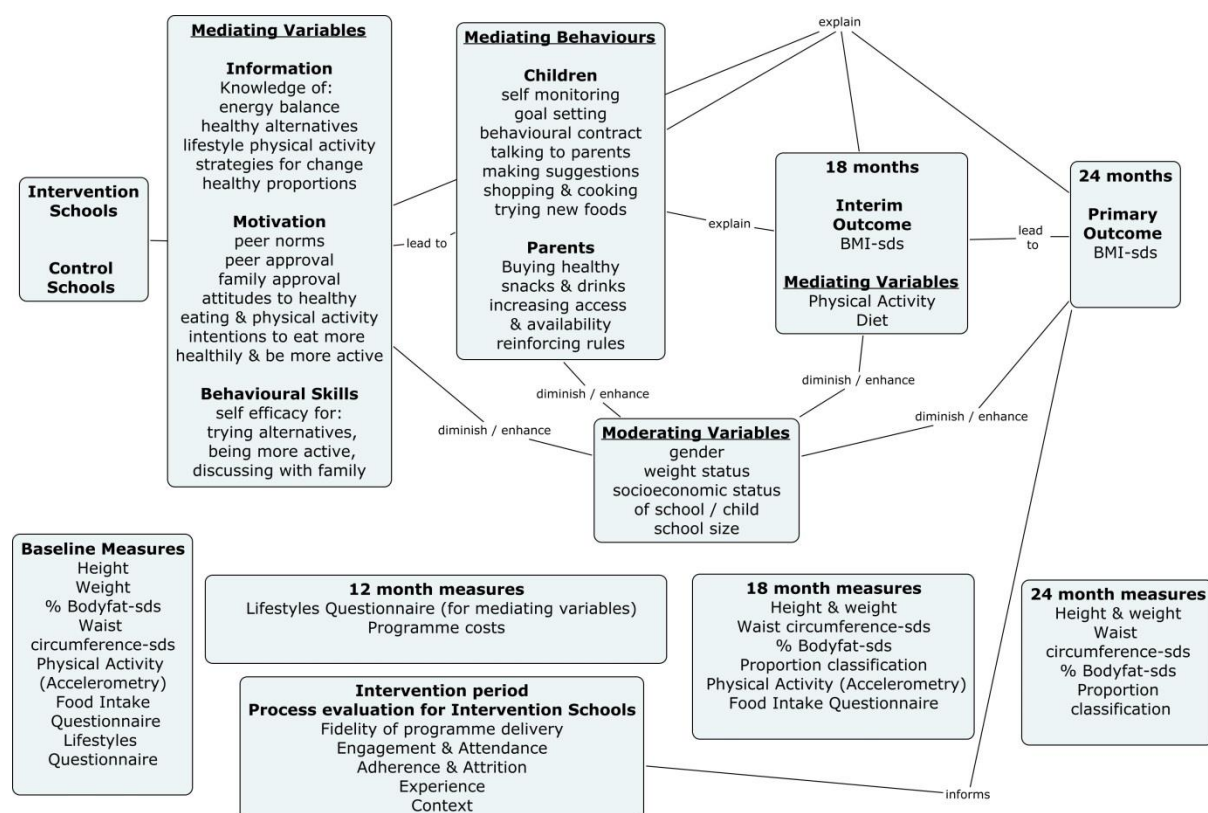 Intervention
Schools
Control
Schools
Mediating Variables
Information
Knowledge of:
energy balance
healthy alternatives
lifestyle physical activity
strategies for change
healthy proportions
Motivation
peer norms
peer approval
family approval
attitudes to healthy
eating & physical activity
intentions to eat more
healthily & be more active
Behavioural Skills
self efficacy for:
trying alternatives,
being more active,
discussing with family
lead to
Mediating Behaviours
Children
self monitoring
goal setting
behavioural contract
talking to parents
making suggestions
shopping & cooking
trying new foods
Parents
Buying healthy
snacks & drinks
increasing access
& availability
reinforcing rules
explain
explain
18 months
Interim
Outcome
BMI-sds
Mediating Variables
Physical Activity
Diet
lead
to
24 months
Primary
Outcome
BMI-sds
diminish / enhance
diminish / enhance
diminish / enhance
diminish / enhance
Moderating Variables
gender
weight status
socioeconomic status
of school / child
school size
Baseline Measures
Height
Weight
% Bodyfat-sds
Waist
circumference-sds
Physical Activity
(Accelerometry)
Food Intake
Questionnaire
Lifestyles
Questionnaire
12 month measures
Lifestyles Questionnaire (for mediating variables)
Programme costs
Intervention period
Process evaluation for Intervention Schools
Fidelity of programme delivery
Engagement & Attendance
Adherence & Attrition
Experience
Context
18 month measures
Height & weight
Waist circumference-sds
% Bodyfat-sds
Proportion classification
Physical Activity (Accelerometry)
Food Intake Questionnaire
24 month measures
Height & weight
Waist
circumference-sds
% Bodyfat-sds
Proportion
classification
informs